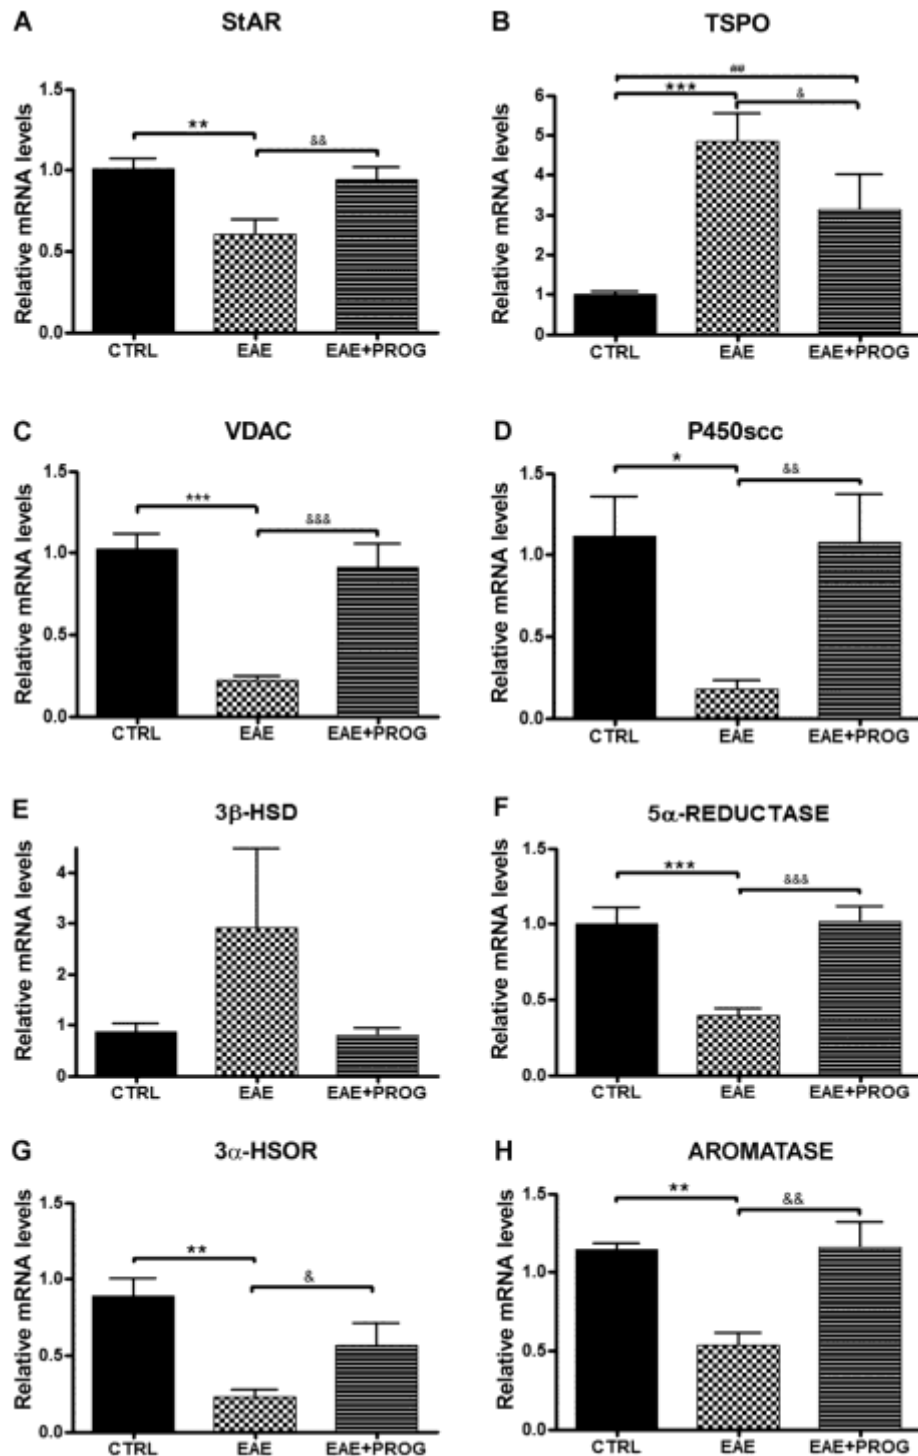 A StAR
Relative mRNA levels
1.5
1.0
0.5
0.0
**
&&
CTRL EAE EAE+PROG
B TSPO
Relative mRNA levels
6
5
4
3
2
1
0
##
***
&
CTRL EAE EAE+PROG
C VDAC
Relative mRNA levels
1.5
1.0
0.5
0.0
***
&&&
CTRL EAE EAE+PROG
D P450scc
Relative mRNA levels
1.5
1.0
0.5
0.0
*
&&
CTRL EAE EAE+PROG
E 3β-HSD
Relative mRNA levels
4
3
2
1
0
CTRL EAE EAE+PROG
F 5α-REDUCTASE
Relative mRNA levels
1.5
1.0
0.5
0.0
***
&&&
CTRL EAE EAE+PROG
G 3α-HSOR
Relative mRNA levels
1.5
1.0
0.5
0.0
**
&
CTRL EAE EAE+PROG
H AROMATASE
Relative mRNA levels
1.5
1.0
0.5
0.0
**
&&
CTRL EAE EAE+PROG